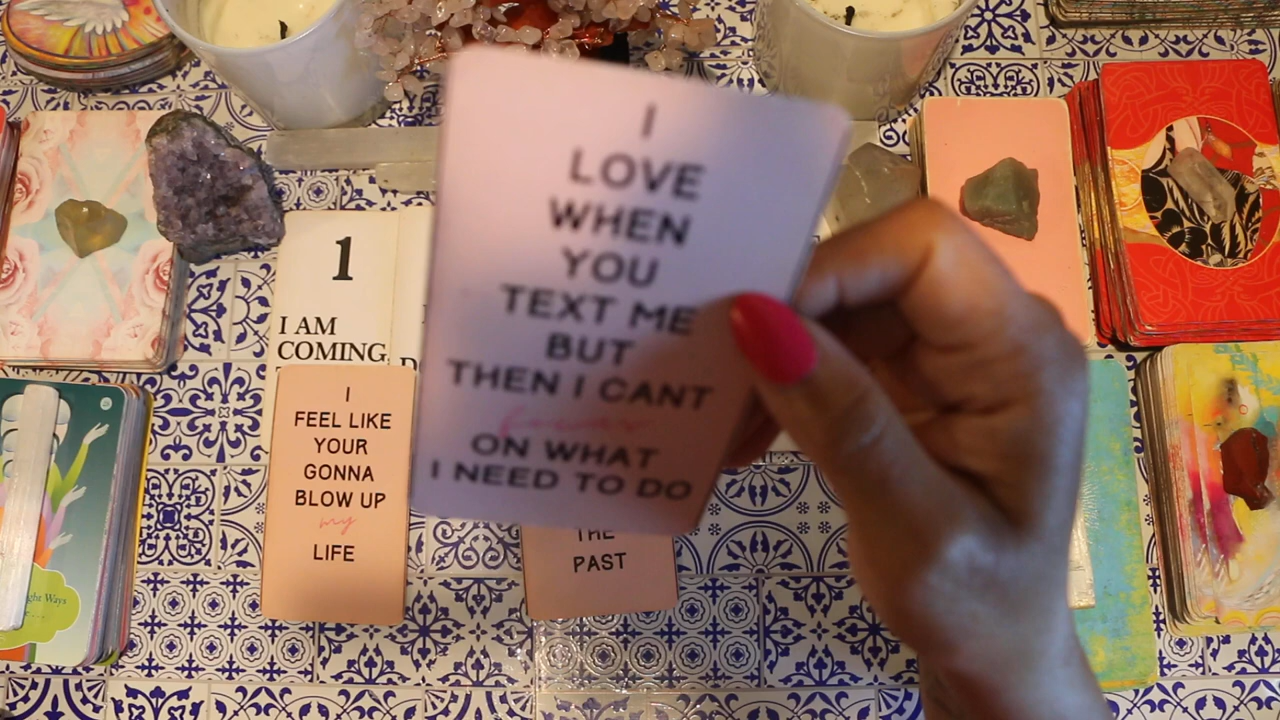 I
LOVE
WHEN
YOU
TEXT ME
BUT
THEN I CANT
focus
ON WHAT
I NEED TO DO
1
I AM
COMING
I
FEEL LIKE
YOUR
GONNA
BLOW UP
my
LIFE
THE
PAST